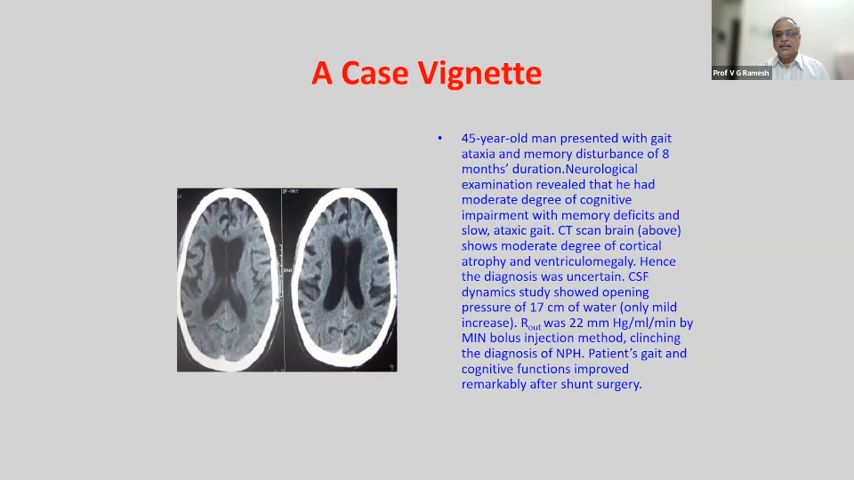 Prof V G Ramesh
A Case Vignette
• 45-year-old man presented with gait
ataxia and memory disturbance of 8
months' duration.Neurological
examination revealed that he had
moderate degree of cognitive
impairment with memory deficits and
slow, ataxic gait. CT scan brain (above)
shows moderate degree of cortical
atrophy and ventriculomegaly. Hence
the diagnosis was uncertain. CSF
dynamics study showed opening
pressure of 17 cm of water (only mild
increase). Rout was 22 mm Hg/ml/min by
MIN bolus injection method, clinching
the diagnosis of NPH. Patient's gait and
cognitive functions improved
remarkably after shunt surgery.